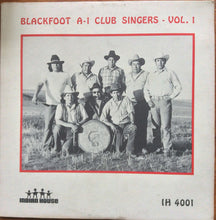 BLACKFOOT A-1 CLUB SINGERS - VOL. 1
INDIAN HOUSE
IH 4001